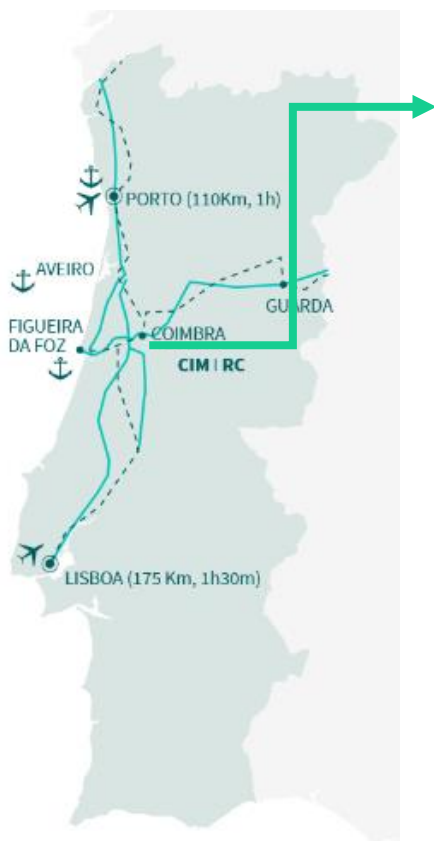 PORTO (110Km, 1h)
AVEIRO
GUARDA
FIGUEIRA
DA FOZ
COIMBRA
CIM | RC
LISBOA (175 Km, 1h30m)